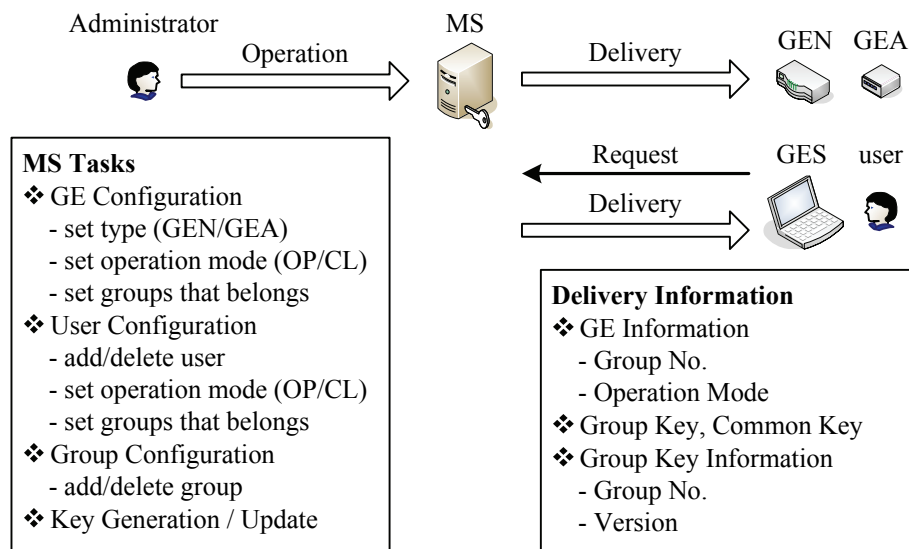 Administrator
MS
GEN GEA
Operation
Delivery
Request
GES user
Delivery
MS Tasks
❖ GE Configuration
- set type (GEN/GEA)
- set operation mode (OP/CL)
- set groups that belongs
❖ User Configuration
- add/delete user
- set operation mode (OP/CL)
- set groups that belongs
❖ Group Configuration
- add/delete group
❖ Key Generation / Update
Delivery Information
❖ GE Information
- Group No.
- Operation Mode
❖ Group Key, Common Key
❖ Group Key Information
- Group No.
- Version